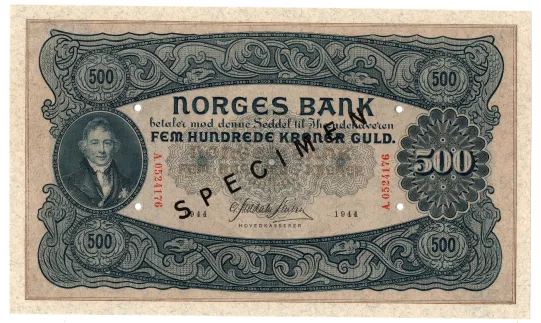 500
500
NORGES BANK
betaler mod denne Seddel til Ihændehaveren
FEM HUNDREDE KRONER GULD.
A.0524176
500
A.0524176
SPECIMEN
1944
1944
HOVEDKASSERER
500
500